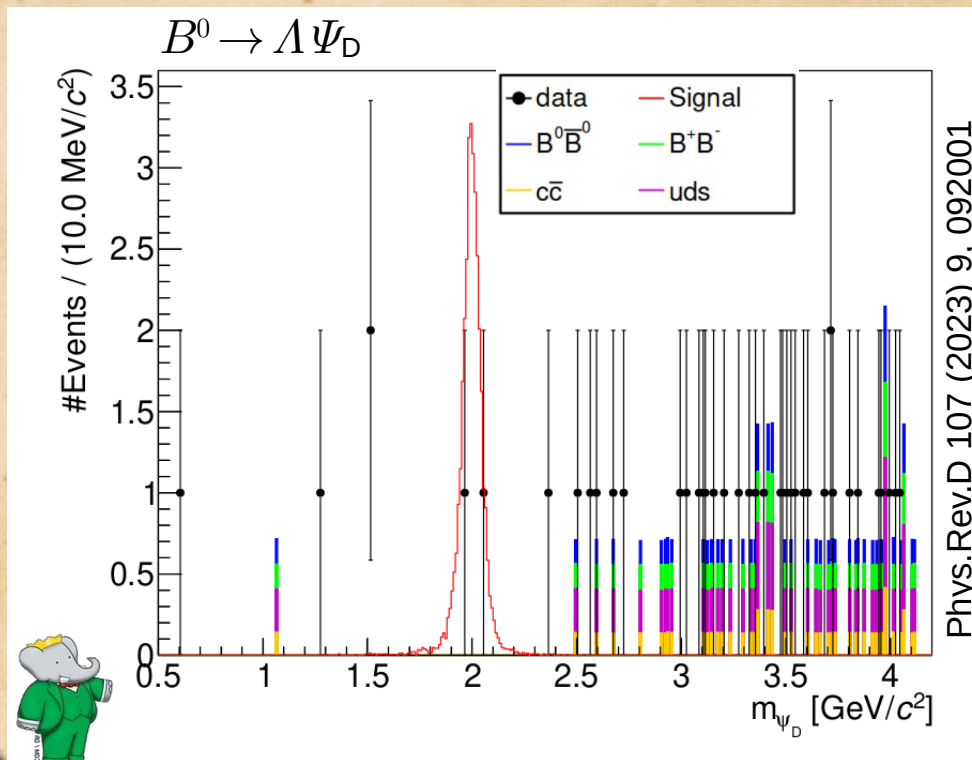 B⁰ → Λ Ψ_D
#Events / (10.0 MeV/c²)
3.5
3
2.5
2
1.5
1
0.5
0
data
Signal
B⁰B̅⁰
B⁺B⁻
cc̅
uds
0.5 1 1.5 2 2.5 3 3.5 4
m_ψ_D [GeV/c²]
Phys.Rev.D 107 (2023) 9, 092001